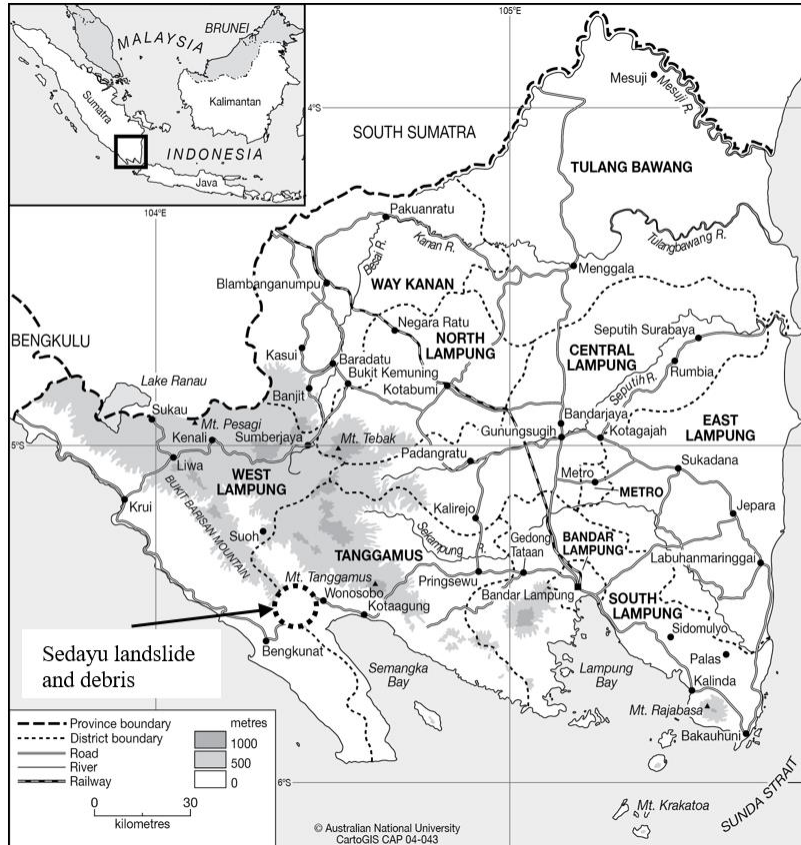 BRUNEI
MALAYSIA
Sumatra
Kalimantan
INDONESIA
Java
105°E
4°S
Mesuji
Mesuji R.
SOUTH SUMATRA
TULANG BAWANG
104°E
Pakuanratu
Besai R.
Kanan R.
Tulangbawang R.
Menggala
WAY KANAN
Blambanganumpu
Negara Ratu
NORTH
LAMPUNG
Seputih Surabaya
BENGKULU
CENTRAL
LAMPUNG
Kasui
Baradatu
Bukit Kemuning
Rumbia
Seputih R.
Lake Ranau
Banjit
Kotabumi
Sukau
Mt. Pesagi
Bandarjaya
EAST
LAMPUNG
Kenali
Sumberjaya
Mt. Tebak
Gunungsugih
Kotagajah
5°S
Liwa
WEST
LAMPUNG
Padangratu
Sukadana
Metro
METRO
Krui
BUKIT BARISAN MOUNTAIN
Kalirejo
Jepara
Suoh
Sekampung R.
Gedong
Tataan
BANDAR
LAMPUNG
TANGGAMUS
Labuhanmaringgai
Mt. Tanggamus
Pringsewu
Bandar Lampung
Wonosobo
Kotaagung
SOUTH
LAMPUNG
Sedayu landslide
and debris
Bengkunat
Sidomulyo
Palas
Semangka
Bay
Lampung
Bay
Kalinda
Mt. Rajabasa
Bakauhuni
Province boundary
District boundary
Road
River
Railway
metres
1000
500
0
0 30
kilometres
6°S
Mt. Krakatoa
SUNDA STRAIT
© Australian National University
CartoGIS CAP 04-043